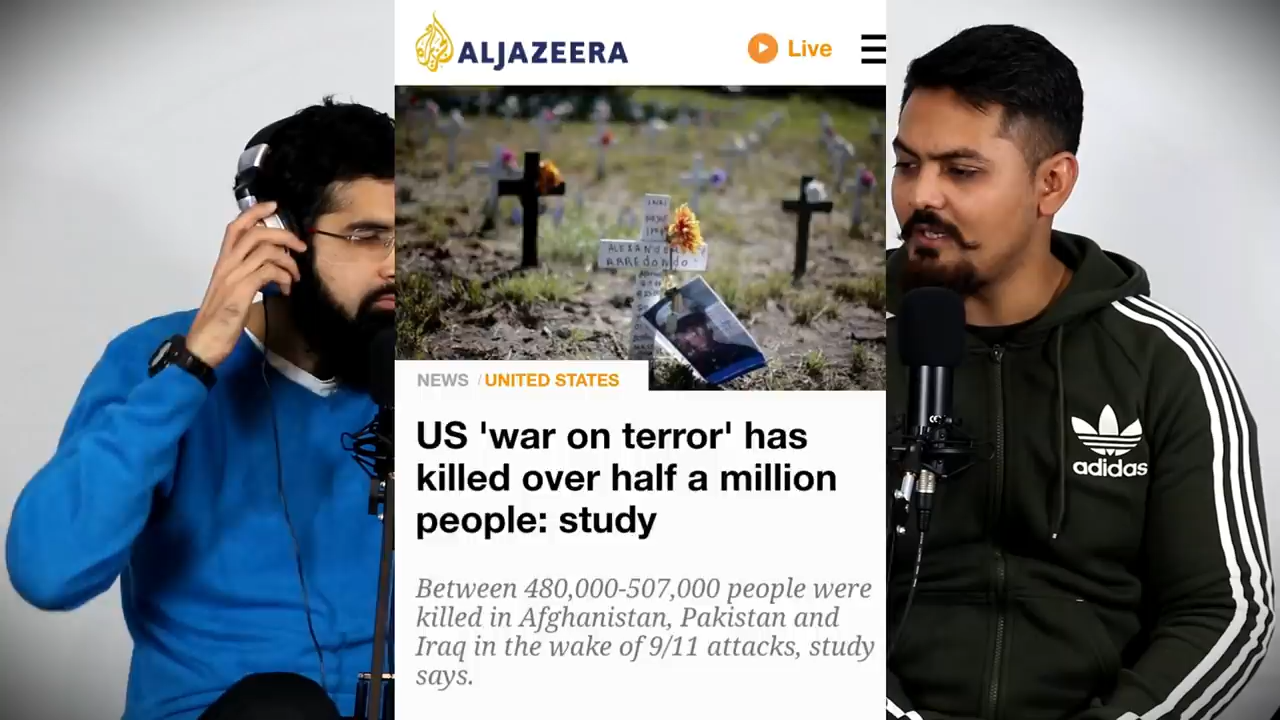 ALJAZEERA
Live
ALEXANDER
ARREDONDO
NEWS / UNITED STATES
US 'war on terror' has
killed over half a million
people: study
Between 480,000-507,000 people were
killed in Afghanistan, Pakistan and
Iraq in the wake of 9/11 attacks, study
says.
adidas